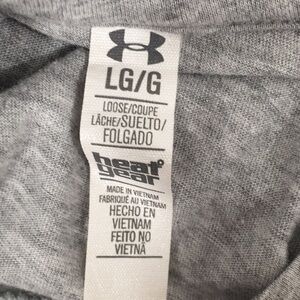 LG/G
LOOSE/COUPE
LÂCHE/SUELTO/
FOLGADO
heat
gear
MADE IN VIETNAM
FABRIQUÉ AU VIETNAM
HECHO EN
VIETNAM
FEITO NO
VIETNÃ